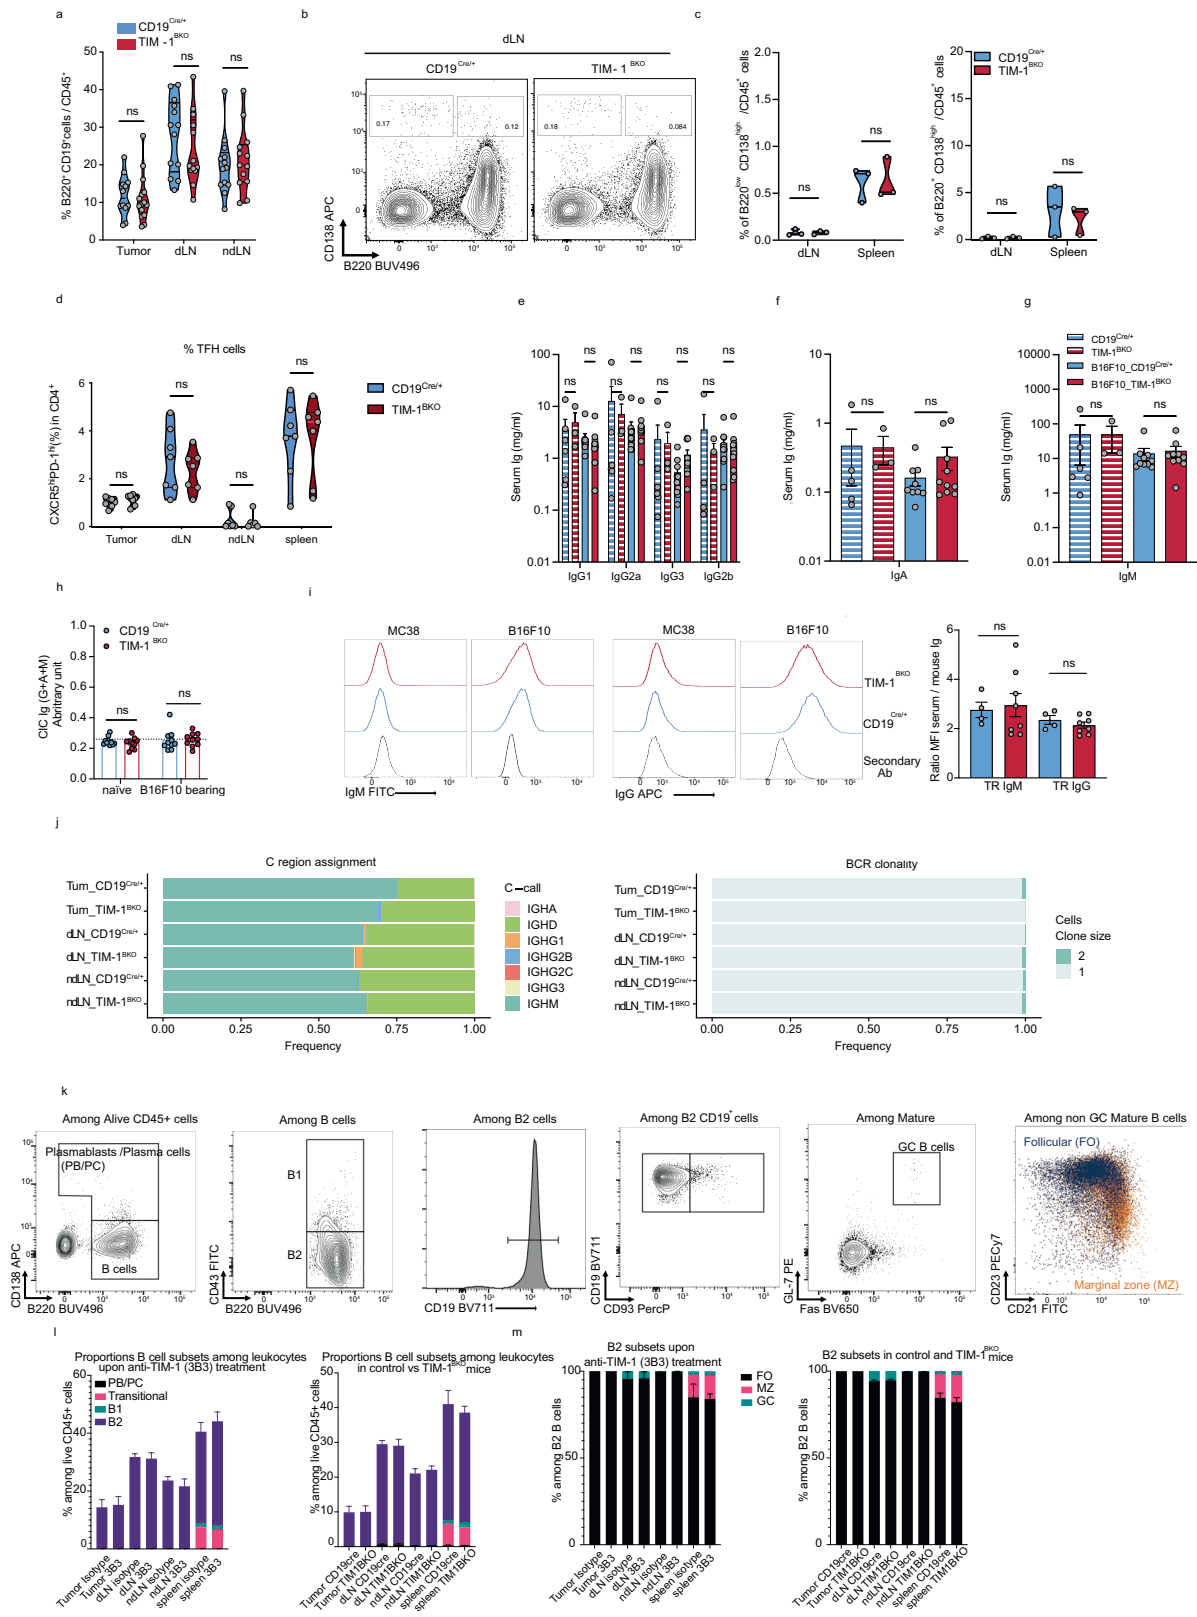 a
CD19Cre/+
TIM -1BKO
% B220+ CD19+cells / CD45+
50
40
30
20
10
0
ns
ns
ns
Tumor
dLN
ndLN
b
dLN
CD19Cre/+
TIM- 1BKO
0.17
0.12
0.18
0.084
CD138 APC
B220 BUV496
c
% of B220low CD138high /CD45+ cells
2.0
1.5
1.0
0.5
0.0
ns
ns
dLN
Spleen
% of B220+ CD138high /CD45+ cells
20
15
10
5
0
ns
ns
dLN
Spleen
CD19Cre/+
TIM-1BKO
d
% TFH cells
CXCR5hiPD-1hi(%) in CD4+
6
4
2
0
ns
ns
ns
ns
Tumor
dLN
ndLN
spleen
CD19Cre/+
TIM-1BKO
e
Serum Ig (mg/ml)
100
10
1
0.1
0.01
ns
ns
ns
ns
ns
ns
ns
ns
IgG1
IgG2a
IgG3
IgG2b
f
Serum Ig (mg/ml)
1
0.1
0.01
ns
ns
IgA
g
Serum Ig (mg/ml)
10000
1000
100
10
1
0.1
0.01
ns
ns
IgM
CD19Cre/+
TIM-1BKO
B16F10_CD19Cre/+
B16F10_TIM-1BKO
h
CIC Ig (G+A+M)
Abritrary unit
1.0
0.8
0.6
0.4
0.2
0.0
CD19Cre/+
TIM-1BKO
ns
ns
naïve
B16F10 bearing
i
MC38
B16F10
MC38
B16F10
TIM-1BKO
CD19Cre/+
Secondary
Ab
IgM FITC
IgG APC
Ratio MFI serum / mouse Ig
6
4
2
0
ns
ns
TR IgM
TR IgG
j
C region assignment
Tum_CD19Cre/+
Tum_TIM-1BKO
dLN_CD19Cre/+
dLN_TIM-1BKO
ndLN_CD19Cre/+
ndLN_TIM-1BKO
0.00
0.25
0.50
0.75
1.00
Frequency
C–call
IGHA
IGHD
IGHG1
IGHG2B
IGHG2C
IGHG3
IGHM
BCR clonality
Tum_CD19Cre/+
Tum_TIM-1BKO
dLN_CD19Cre/+
dLN_TIM-1BKO
ndLN_CD19Cre/+
ndLN_TIM-1BKO
0.00
0.25
0.50
0.75
1.00
Frequency
Cells
Clone size
2
1
k
Among Alive CD45+ cells
Plasmablasts /Plasma cells
(PB/PC)
B cells
CD138 APC
B220 BUV496
Among B cells
B1
B2
CD43 FITC
B220 BUV496
Among B2 cells
CD19 BV711
Among B2 CD19+ cells
CD19 BV711
CD93 PercP
Among Mature
GC B cells
GL-7 PE
Fas BV650
Among non GC Mature B cells
Follicular (FO)
Marginal zone (MZ)
CD23 PECy7
CD21 FITC
l
Proportions B cell subsets among leukocytes
upon anti-TIM-1 (3B3) treatment
% among live CD45+ cells
60
40
20
0
PB/PC
Transitional
B1
B2
Tumor Isotype
Tumor 3B3
dLN isotype
dLN 3B3
ndLN isotype
ndLN 3B3
spleen isotype
spleen 3B3
Proportions B cell subsets among leukocytes
in control vs TIM-1BKO mice
% among live CD45+ cells
50
40
30
20
10
0
Tumor CD19cre
Tumor TIM1BKO
dLN CD19cre
dLN TIM1BKO
ndLN CD19cre
ndLN TIM1BKO
spleen CD19cre
spleen TIM1BKO
m
B2 subsets upon
anti-TIM-1 (3B3) treatment
% among B2 B cells
100
50
0
FO
MZ
GC
Tumor Isotype
Tumor 3B3
dLN isotype
dLN 3B3
ndLN isotype
ndLN 3B3
spleen isotype
spleen 3B3
B2 subsets in control and TIM-1BKO mice
% among B2 B cells
100
50
0
Tumor CD19cre
Tumor TIM1BKO
dLN CD19cre
dLN TIM1BKO
ndLN CD19cre
ndLN TIM1BKO
spleen CD19cre
spleen TIM1BKO